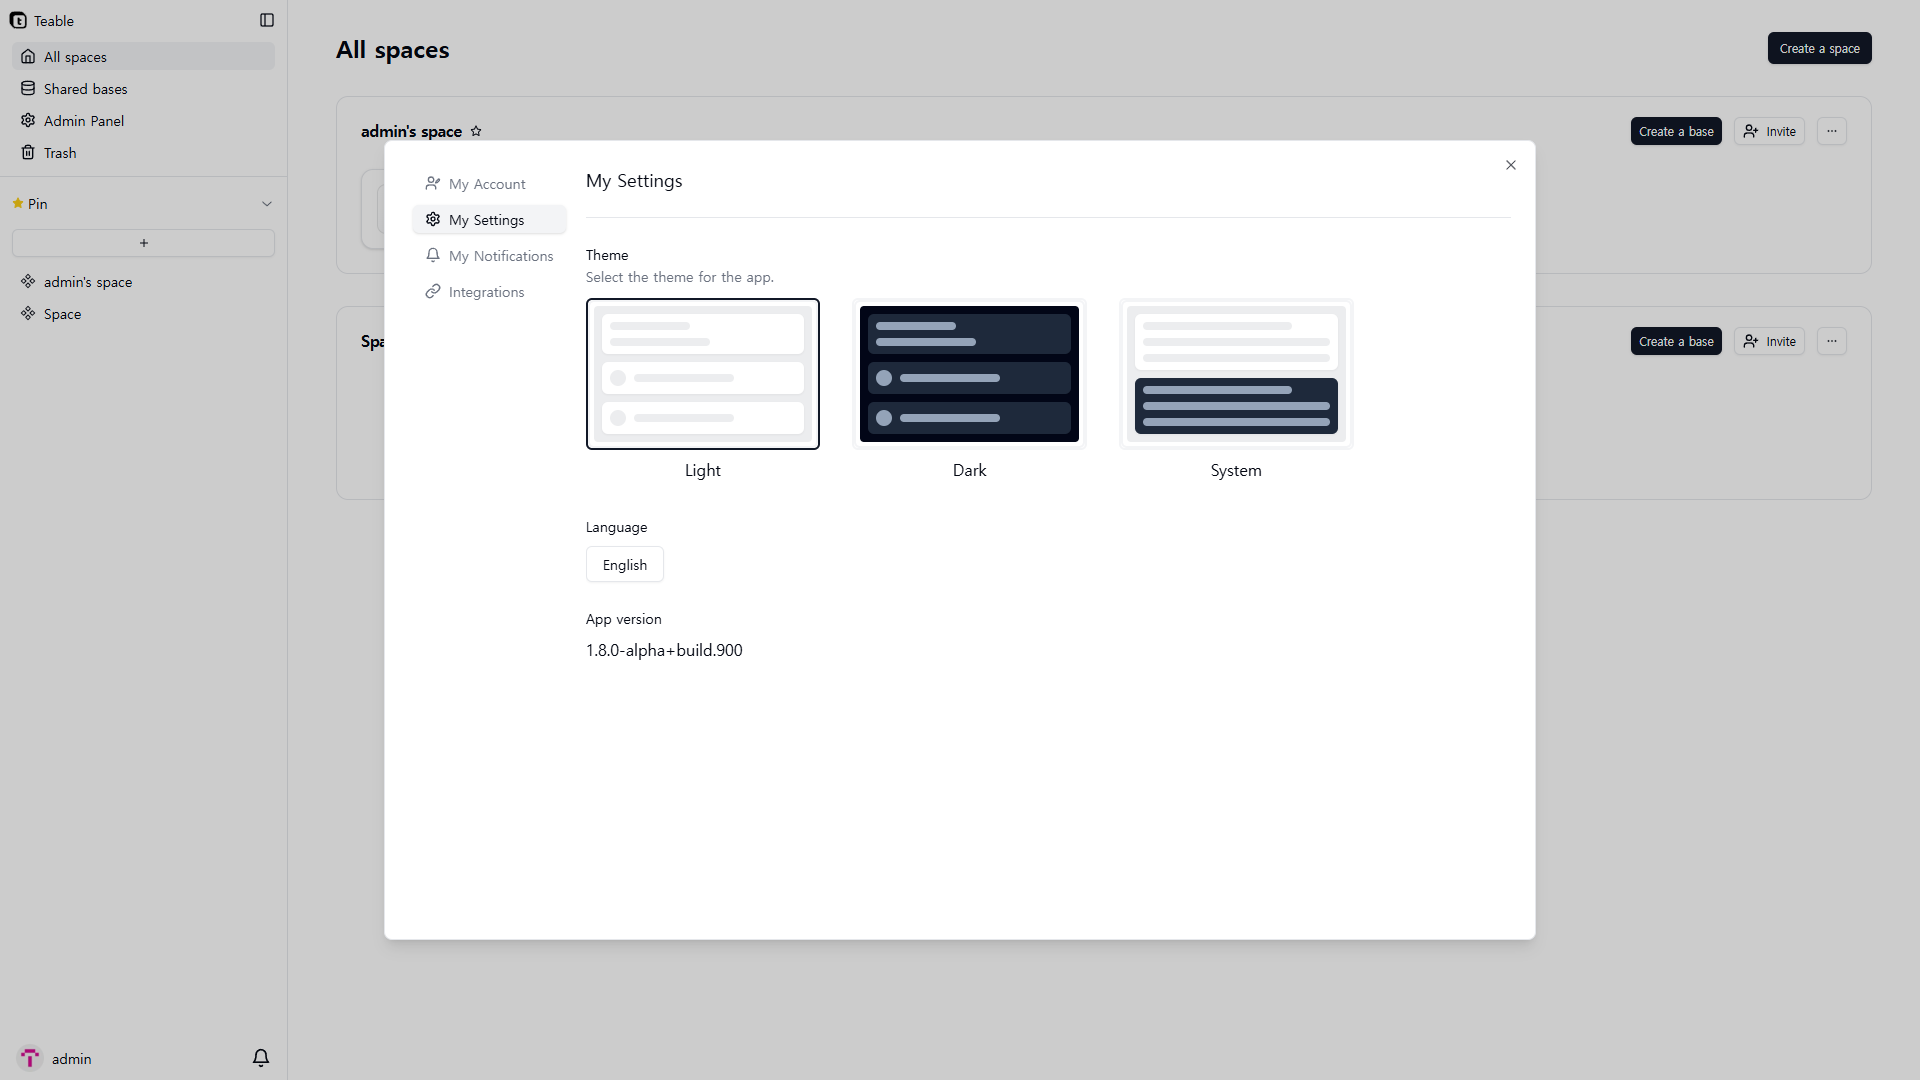 Teable
All spaces
Shared bases
Admin Panel
Trash
Pin
admin's space
Space
admin
All spaces
Create a space
admin's space
Create a base
Invite
Spa
Create a base
Invite
My Account
My Settings
My Notifications
Integrations
My Settings
Theme
Select the theme for the app.
Light
Dark
System
Language
English
App version
1.8.0-alpha+build.900